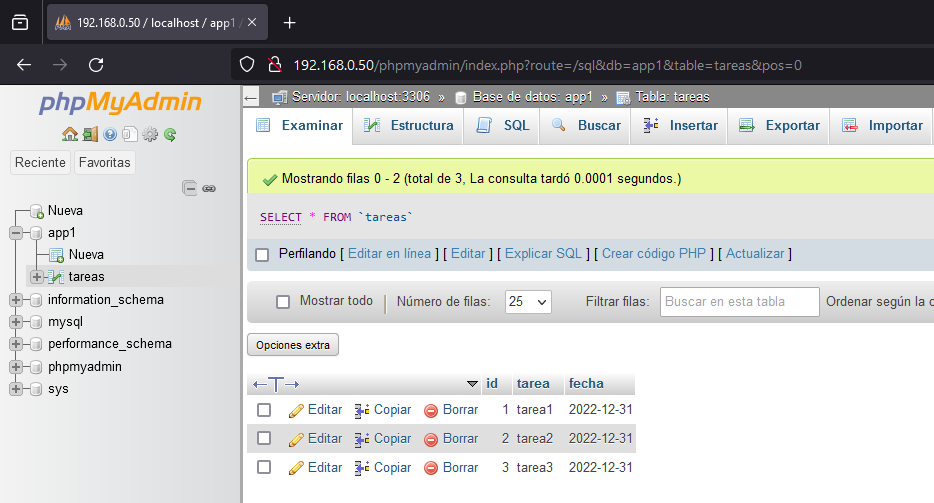 192.168.0.50 / localhost / app1 /
192.168.0.50/phpmyadmin/index.php?route=/sql&db=app1&table=tareas&pos=0
phpMyAdmin
Reciente Favoritas
Nueva
app1
Nueva
tareas
information_schema
mysql
performance_schema
phpmyadmin
sys
Servidor: localhost:3306 » Base de datos: app1 » Tabla: tareas
Examinar Estructura SQL Buscar Insertar Exportar Importar
Mostrando filas 0 - 2 (total de 3, La consulta tardó 0.0001 segundos.)
SELECT * FROM `tareas`
Perfilando [ Editar en línea ] [ Editar ] [ Explicar SQL ] [ Crear código PHP ] [ Actualizar ]
Mostrar todo Número de filas: 25 Filtrar filas: Buscar en esta tabla Ordenar según la c
Opciones extra
←T→ id tarea fecha
Editar Copiar Borrar 1 tarea1 2022-12-31
Editar Copiar Borrar 2 tarea2 2022-12-31
Editar Copiar Borrar 3 tarea3 2022-12-31